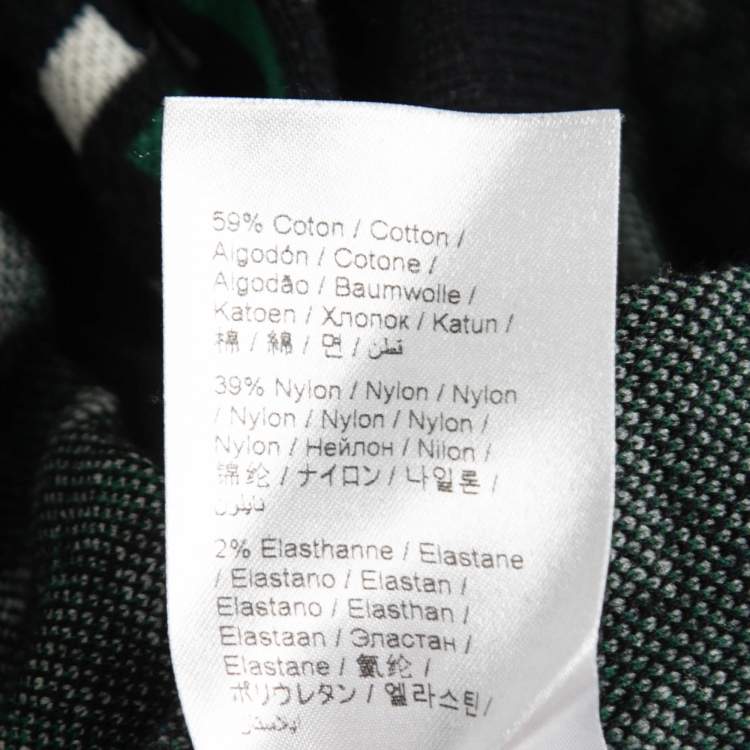 59% Coton / Cotton /
Algodón / Cotone /
Algodão / Baumwolle /
Katoen / Хлопок / Katun /
棉 / 綿 / 면 / قطن
39% Nylon / Nylon / Nylon
/ Nylon / Nylon / Nylon /
Nylon / Нейлон / Nilon /
锦纶 / ナイロン / 나일론 /
نايلون
2% Elasthanne / Elastane
/ Elastano / Elastan /
Elastano / Elasthan /
Elastaan / Эластан /
Elastane / 氨纶 /
ポリウレタン / 엘라스틴/